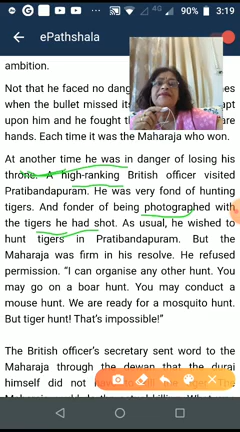 90% 3:19
4G
ePathshala
ambition.
Not that he faced no dang es
when the bullet missed its pt
upon him and he fought t are
hands. Each time it was the Maharaja who won.
At another time he was in danger of losing his
throne. A high-ranking British officer visited
Pratibandapuram. He was very fond of hunting
tigers. And fonder of being photographed with
the tigers he had shot. As usual, he wished to
hunt tigers in Pratibandapuram. But the
Maharaja was firm in his resolve. He refused
permission. “I can organise any other hunt. You
may go on a boar hunt. You may conduct a
mouse hunt. We are ready for a mosquito hunt.
But tiger hunt! That’s impossible!”
The British officer’s secretary sent word to the
Maharaja through the dewan that the durai
himself did not